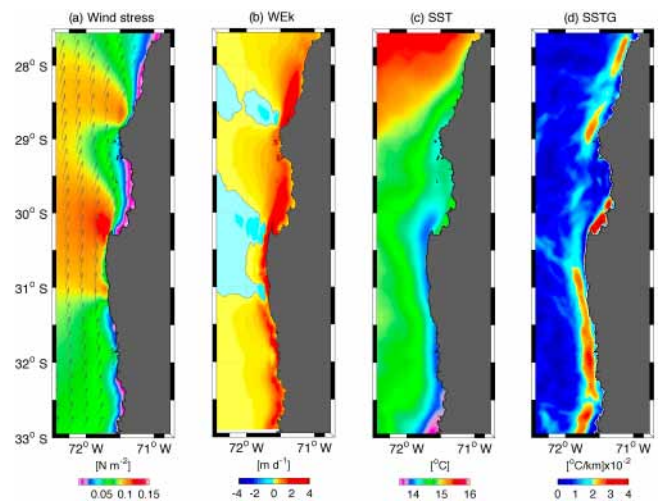 (a) Wind stress (b) WEk (c) SST (d) SSTG
28° S
29° S
30° S
31° S
32° S
33° S
72° W 71° W 72° W 71° W 72° W 71° W 72° W 71° W
[N m⁻²] [m d⁻¹] [°C] [°C/km]x10⁻²
0.05 0.1 0.15 -4 -2 0 2 4 14 15 16 0 1 2 3 4